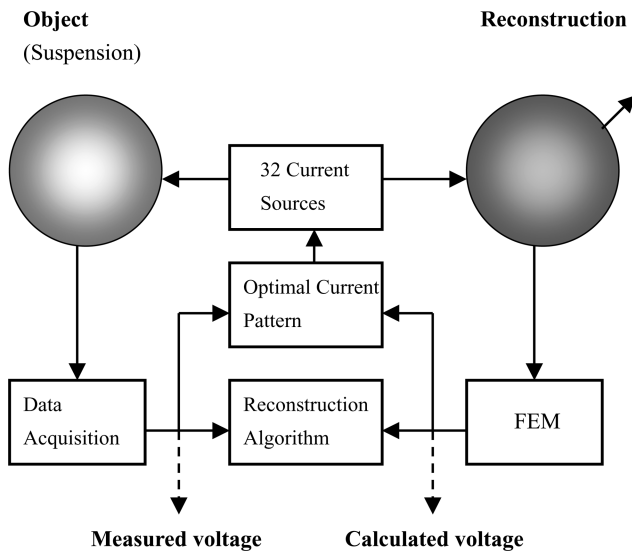 Object
(Suspension)
Reconstruction
32 Current
Sources
Optimal Current
Pattern
Data
Acquisition
Reconstruction
Algorithm
FEM
Measured voltage
Calculated voltage